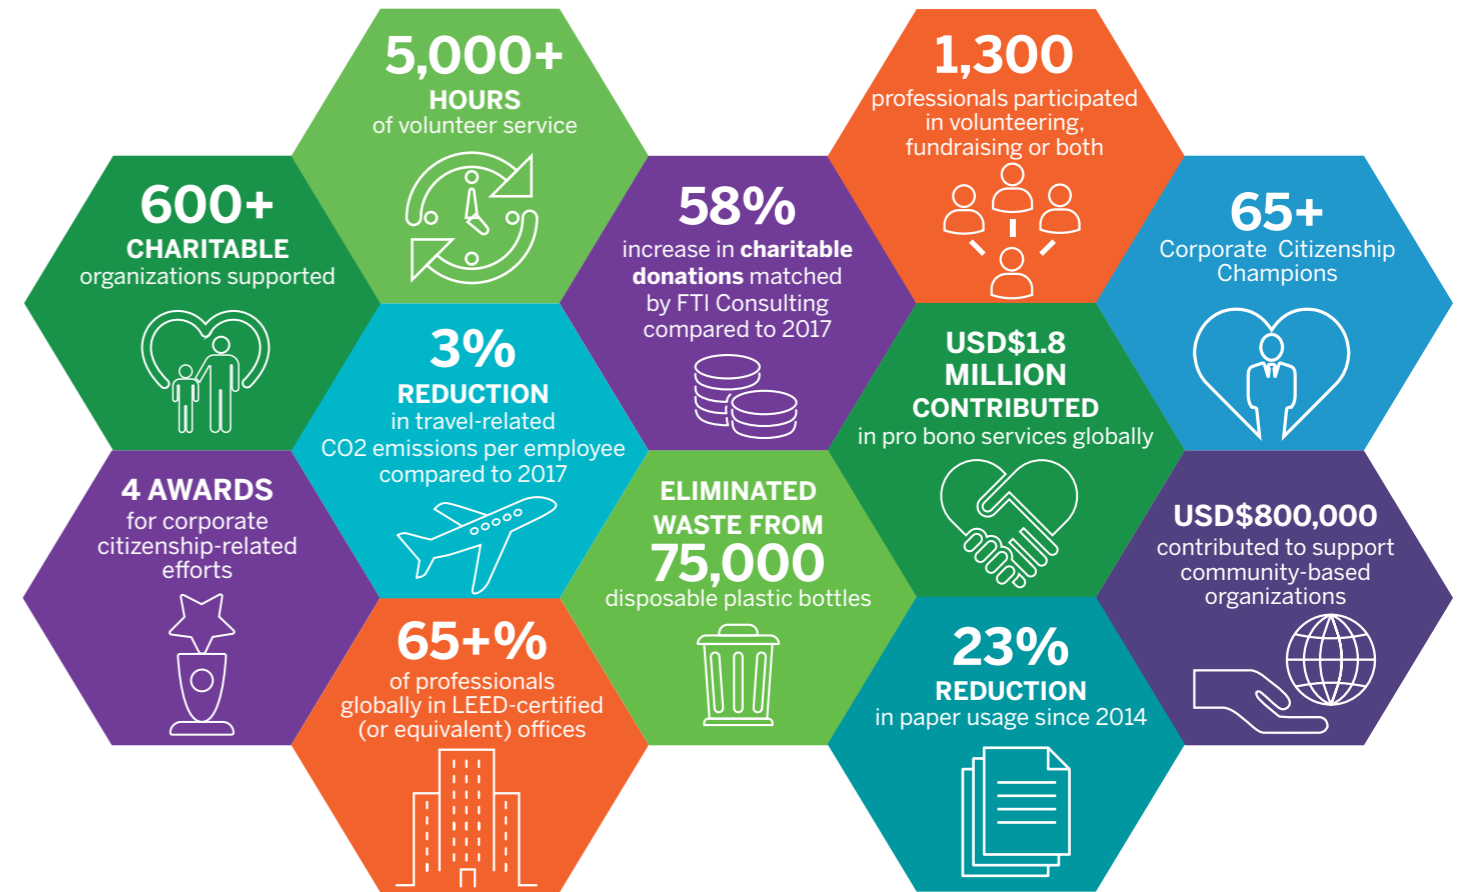 5,000+
HOURS
of volunteer service
1,300
professionals participated
in volunteering,
fundraising or both
600+
CHARITABLE
organizations supported
58%
increase in charitable
donations matched
by FTI Consulting
compared to 2017
65+
Corporate Citizenship
Champions
3%
REDUCTION
in travel-related
CO2 emissions per employee
compared to 2017
USD$1.8
MILLION
CONTRIBUTED
in pro bono services globally
4 AWARDS
for corporate
citizenship-related
efforts
ELIMINATED
WASTE FROM
75,000
disposable plastic bottles
USD$800,000
contributed to support
community-based
organizations
65+%
of professionals
globally in LEED-certified
(or equivalent) offices
23%
REDUCTION
in paper usage since 2014